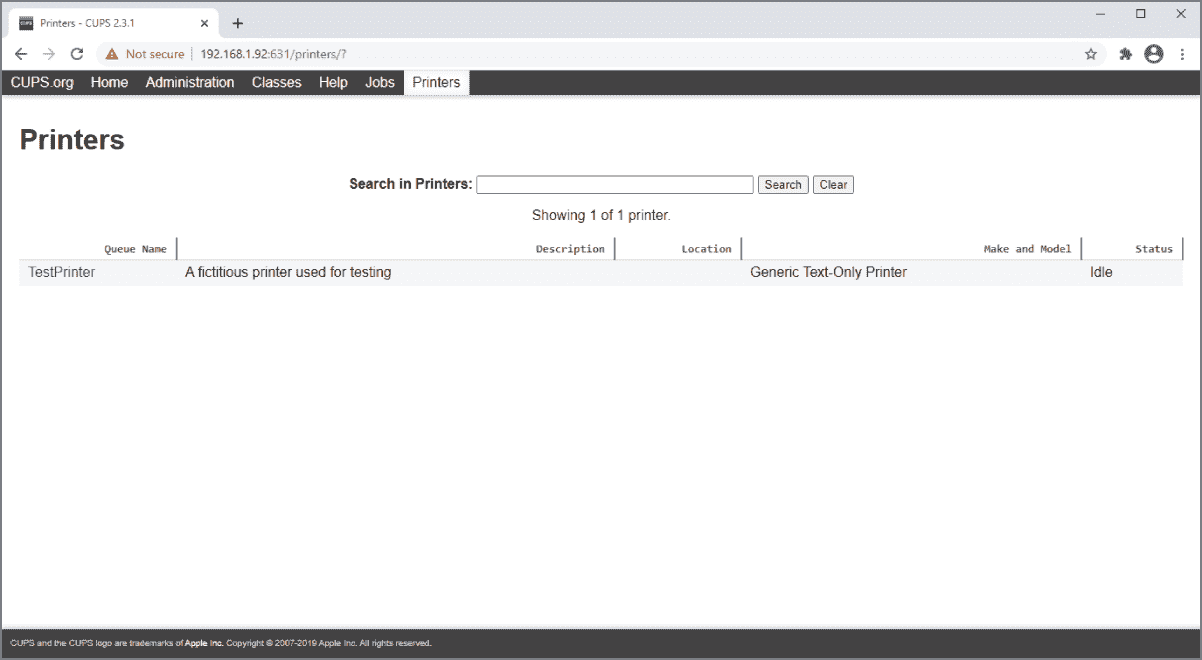 Printers - CUPS 2.3.1
Not secure 192.168.1.92:631/printers/?
CUPS.org Home Administration Classes Help Jobs Printers
Printers
Search in Printers: Search Clear
Showing 1 of 1 printer.
Queue Name Description Location Make and Model Status
TestPrinter A fictitious printer used for testing Generic Text-Only Printer Idle
CUPS and the CUPS logo are trademarks of Apple Inc. Copyright © 2007-2019 Apple Inc. All rights reserved.